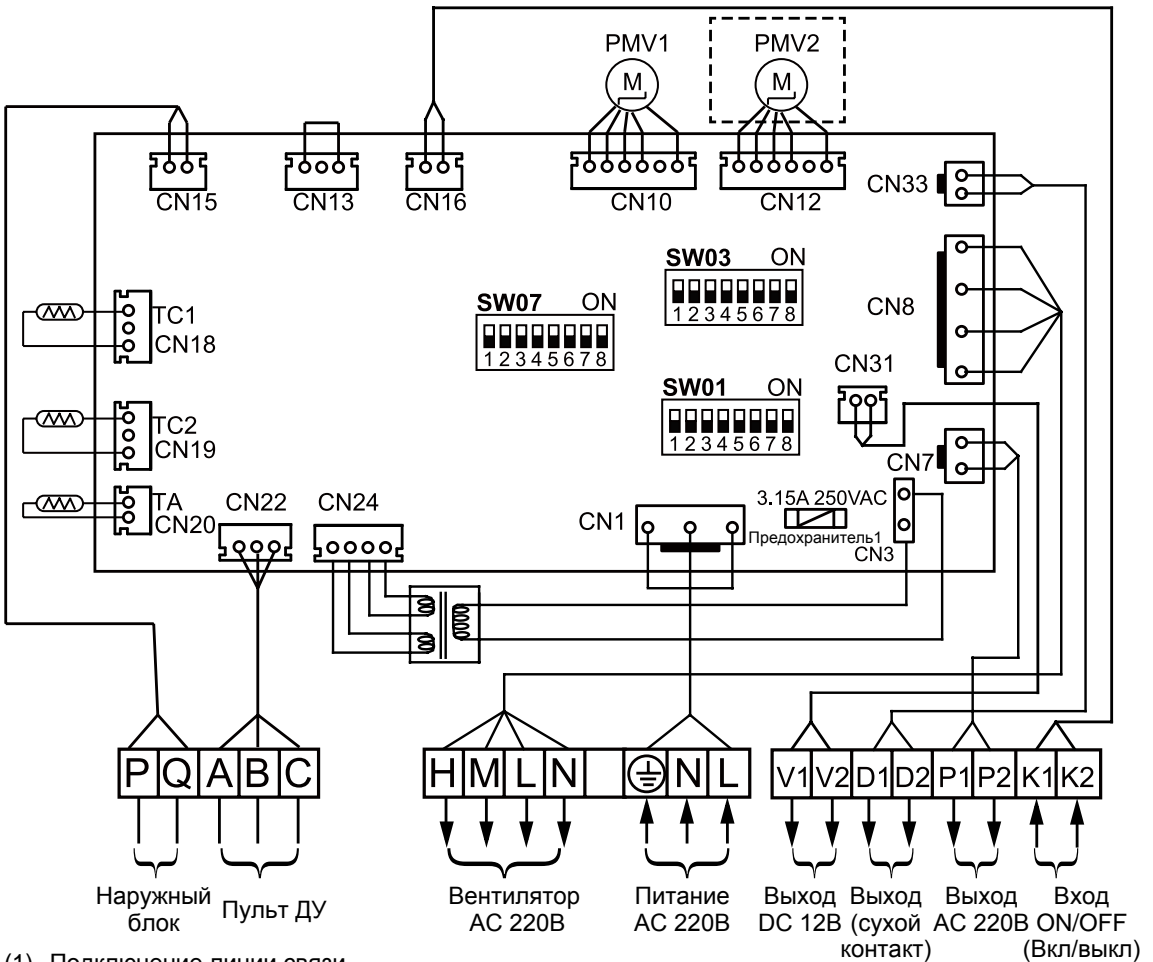 PMV1 PMV2
M M
CN15 CN13 CN16 CN10 CN12
CN33
SW03 ON
1 2 3 4 5 6 7 8
SW07 ON
1 2 3 4 5 6 7 8
CN8
TC1
CN18
CN31
SW01 ON
1 2 3 4 5 6 7 8
TC2
CN19
CN7
TA
CN20
CN22 CN24
CN1
3.15A 250VAC
Предохранитель1
CN3
P Q A B C
H M L N N L
V1 V2 D1 D2 P1 P2 K1 K2
Наружный
блок
Пульт ДУ
Вентилятор
AC 220В
Питание
AC 220В
Выход
DC 12В
Выход
(сухой
контакт)
Выход
AC 220В
Вход
ON/OFF
(Вкл/выкл)
(1) Подключение линии связи